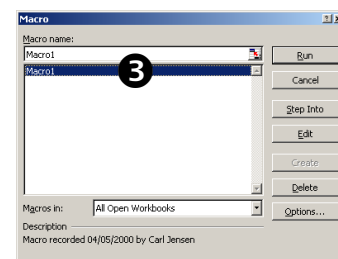 Macro
Macro name:
Macro1
Run
Macro1
3
Cancel
Step Into
Edit
Create
Delete
Macros in:
All Open Workbooks
Options...
Description
Macro recorded 04/05/2000 by Carl Jensen